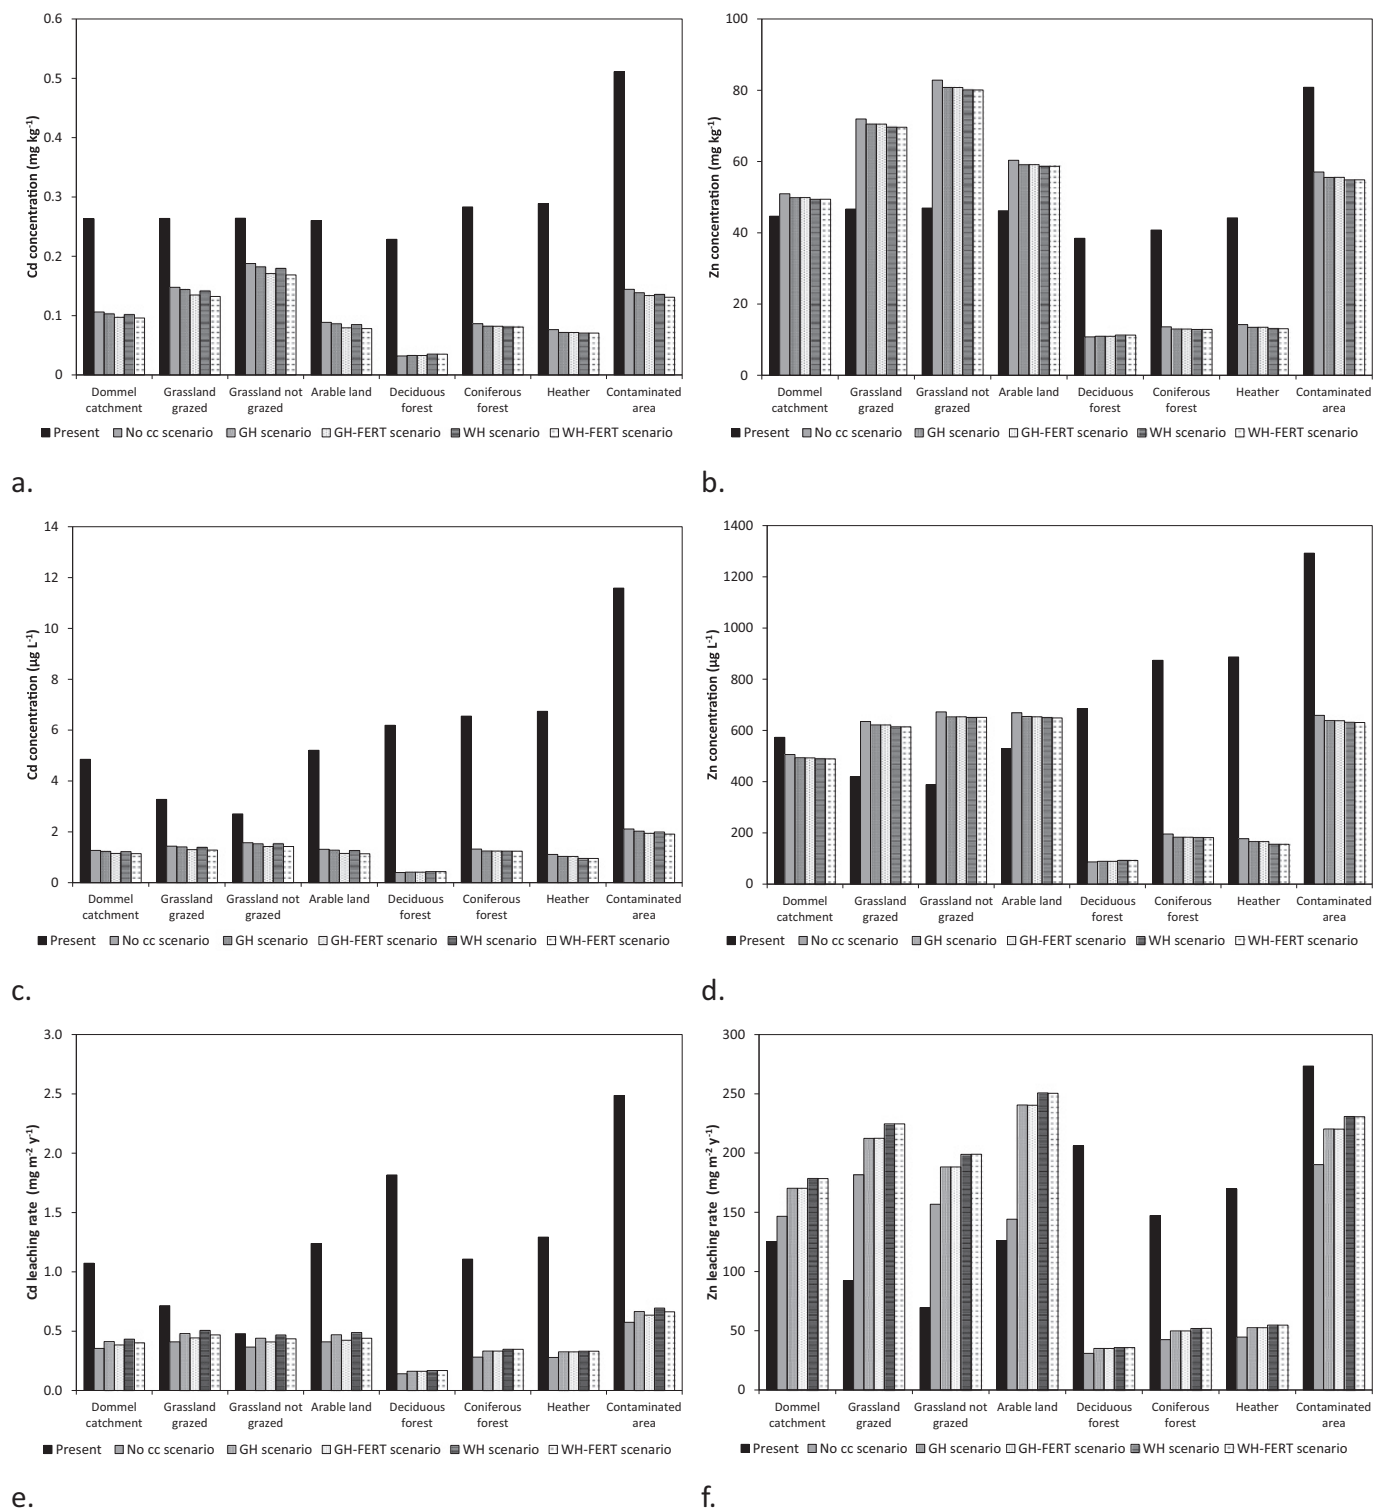 0.6
0.5
0.4
0.3
0.2
0.1
0
Cd concentration (mg kg⁻¹)
Dommel catchment
Grassland grazed
Grassland not grazed
Arable land
Deciduous forest
Coniferous forest
Heather
Contaminated area
Present No cc scenario GH scenario GH-FERT scenario WH scenario WH-FERT scenario
a.
100
80
60
40
20
0
Zn concentration (mg kg⁻¹)
Dommel catchment
Grassland grazed
Grassland not grazed
Arable land
Deciduous forest
Coniferous forest
Heather
Contaminated area
Present No cc scenario GH scenario GH-FERT scenario WH scenario WH-FERT scenario
b.
14
12
10
8
6
4
2
0
Cd concentration (µg L⁻¹)
Dommel catchment
Grassland grazed
Grassland not grazed
Arable land
Deciduous forest
Coniferous forest
Heather
Contaminated area
Present No cc scenario GH scenario GH-FERT scenario WH scenario WH-FERT scenario
c.
1400
1200
1000
800
600
400
200
0
Zn concentration (µg L⁻¹)
Dommel catchment
Grassland grazed
Grassland not grazed
Arable land
Deciduous forest
Coniferous forest
Heather
Contaminated area
Present No cc scenario GH scenario GH-FERT scenario WH scenario WH-FERT scenario
d.
3.0
2.5
2.0
1.5
1.0
0.5
0.0
Cd leaching rate (mg m⁻² y⁻¹)
Dommel catchment
Grassland grazed
Grassland not grazed
Arable land
Deciduous forest
Coniferous forest
Heather
Contaminated area
Present No cc scenario GH scenario GH-FERT scenario WH scenario WH-FERT scenario
e.
300
250
200
150
100
50
0
Zn leaching rate (mg m⁻² y⁻¹)
Dommel catchment
Grassland grazed
Grassland not grazed
Arable land
Deciduous forest
Coniferous forest
Heather
Contaminated area
Present No cc scenario GH scenario GH-FERT scenario WH scenario WH-FERT scenario
f.